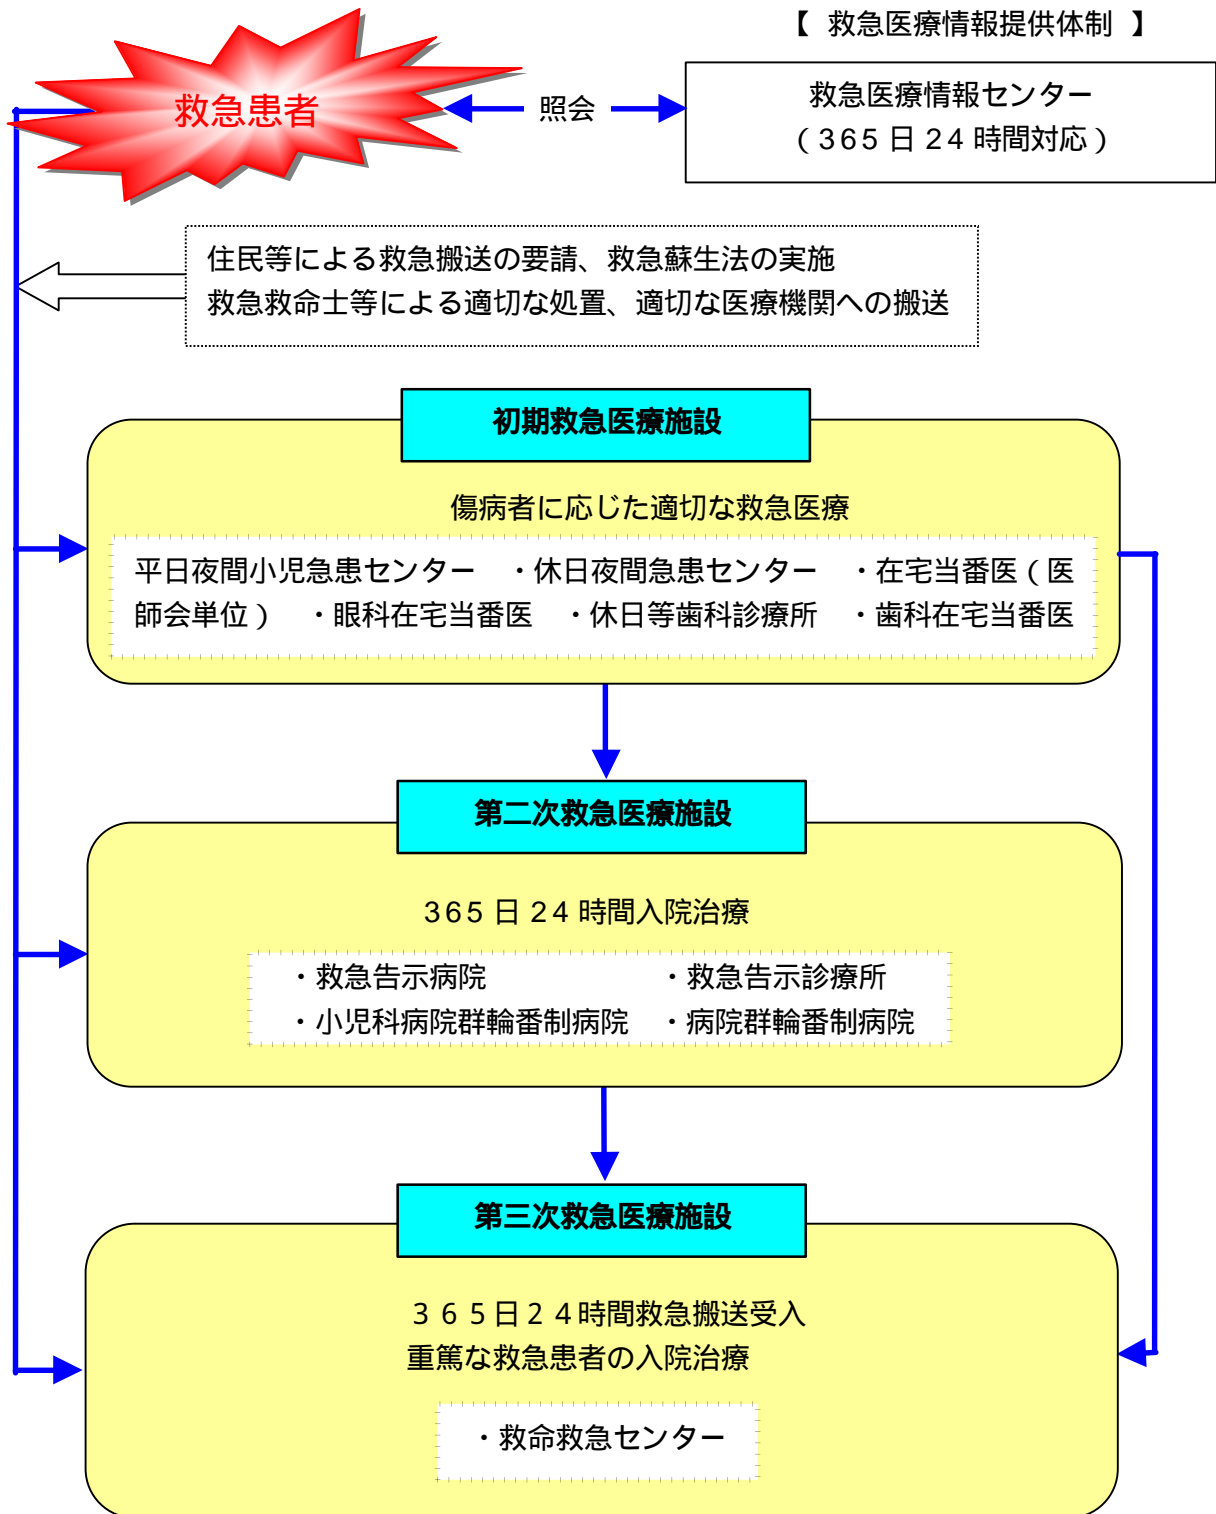 【 救急医療情報提供体制 】
救急患者
照会
救急医療情報センター
（365日24時間対応）
住民等による救急搬送の要請、救急蘇生法の実施
救急救命士等による適切な処置、適切な医療機関への搬送
初期救急医療施設
傷病者に応じた適切な救急医療
平日夜間小児急患センター ・休日夜間急患センター ・在宅当番医（医
師会単位） ・眼科在宅当番医 ・休日等歯科診療所 ・歯科在宅当番医
第二次救急医療施設
365日24時間入院治療
・救急告示病院 ・救急告示診療所
・小児科病院群輪番制病院 ・病院群輪番制病院
第三次救急医療施設
３６５日２４時間救急搬送受入
重篤な救急患者の入院治療
・救命救急センター